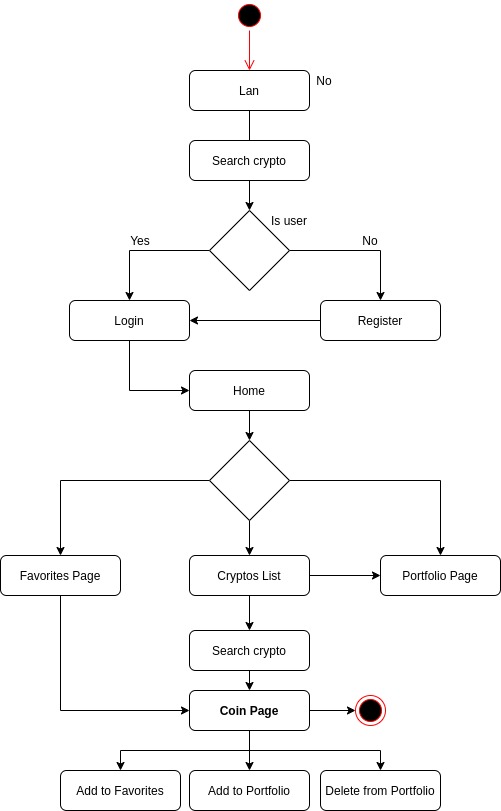 No
Lan
Search crypto
Is user
Yes
No
Login
Register
Home
Favorites Page
Cryptos List
Portfolio Page
Search crypto
Coin Page
Add to Favorites
Add to Portfolio
Delete from Portfolio